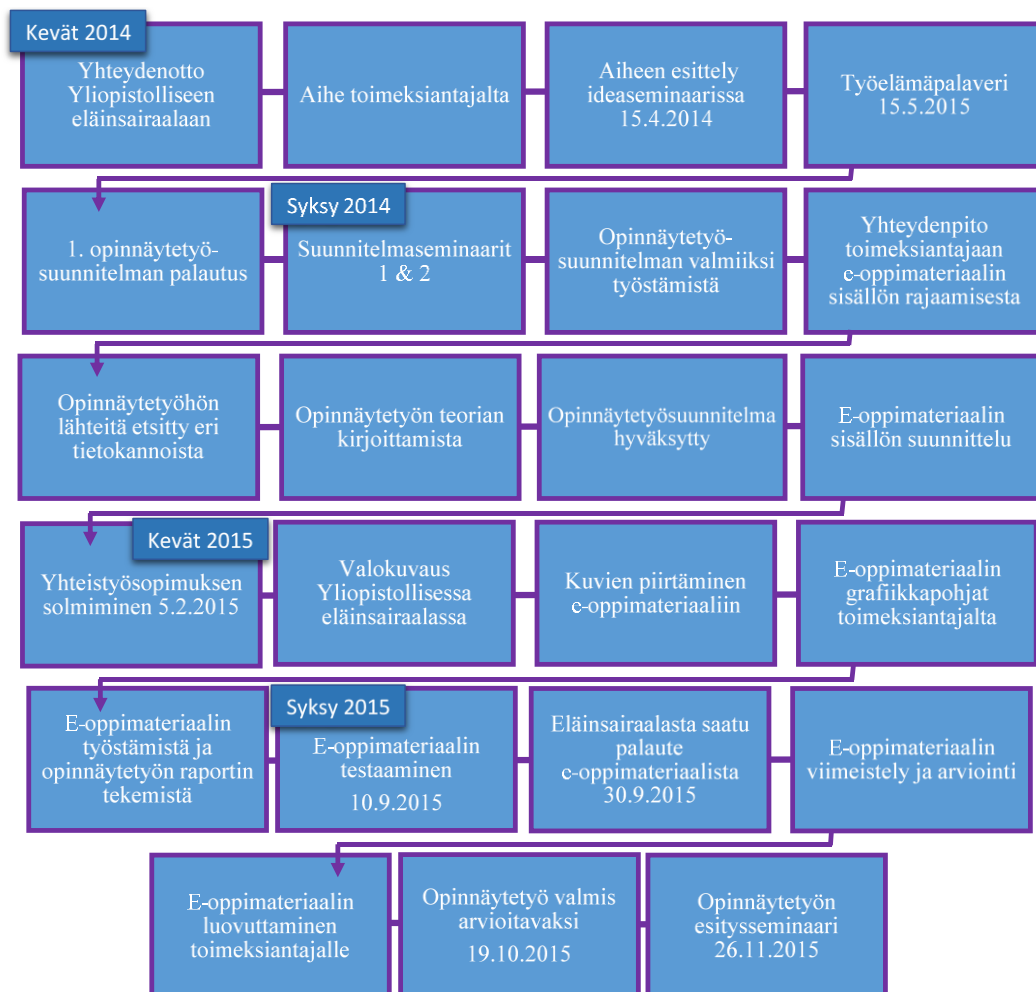 Kevät 2014
Yhteydenotto
Yliopistolliseen
eläinsairaalaan
Aihe toimeksiantajalta
Aiheen esittely
ideaseminaarissa
15.4.2014
Työelämäpalaveri
15.5.2015
1. opinnäytetyö-
suunnitelman palautus
Syksy 2014
Suunnitelmaseminaarit
1 & 2
Opinnäytetyö-
suunnitelman valmiiksi
työstämistä
Yhteydenpito
toimeksiantajaan
e-oppimateriaalin
sisällön rajaamisesta
Opinnäytetyöhön
lähteitä etsitty eri
tietokannoista
Opinnäytetyön teorian
kirjoittamista
Opinnäytetyösuunnitelma
hyväksytty
E-oppimateriaalin
sisällön suunnittelu
Kevät 2015
Yhteistyösopimuksen
solmiminen 5.2.2015
Valokuvaus
Yliopistollisessa
eläinsairaalassa
Kuvien piirtäminen
e-oppimateriaaliin
E-oppimateriaalin
grafiikkapohjat
toimeksiantajalta
E-oppimateriaalin
työstämistä ja
opinnäytetyön raportin
tekemistä
Syksy 2015
E-oppimateriaalin
testaaminen
10.9.2015
Eläinsairaalasta saatu
palaute
e-oppimateriaalista
30.9.2015
E-oppimateriaalin
viimeistely ja arviointi
E-oppimateriaalin
luovuttaminen
toimeksiantajalle
Opinnäytetyö valmis
arvioitavaksi
19.10.2015
Opinnäytetyön
esitysseminaari
26.11.2015